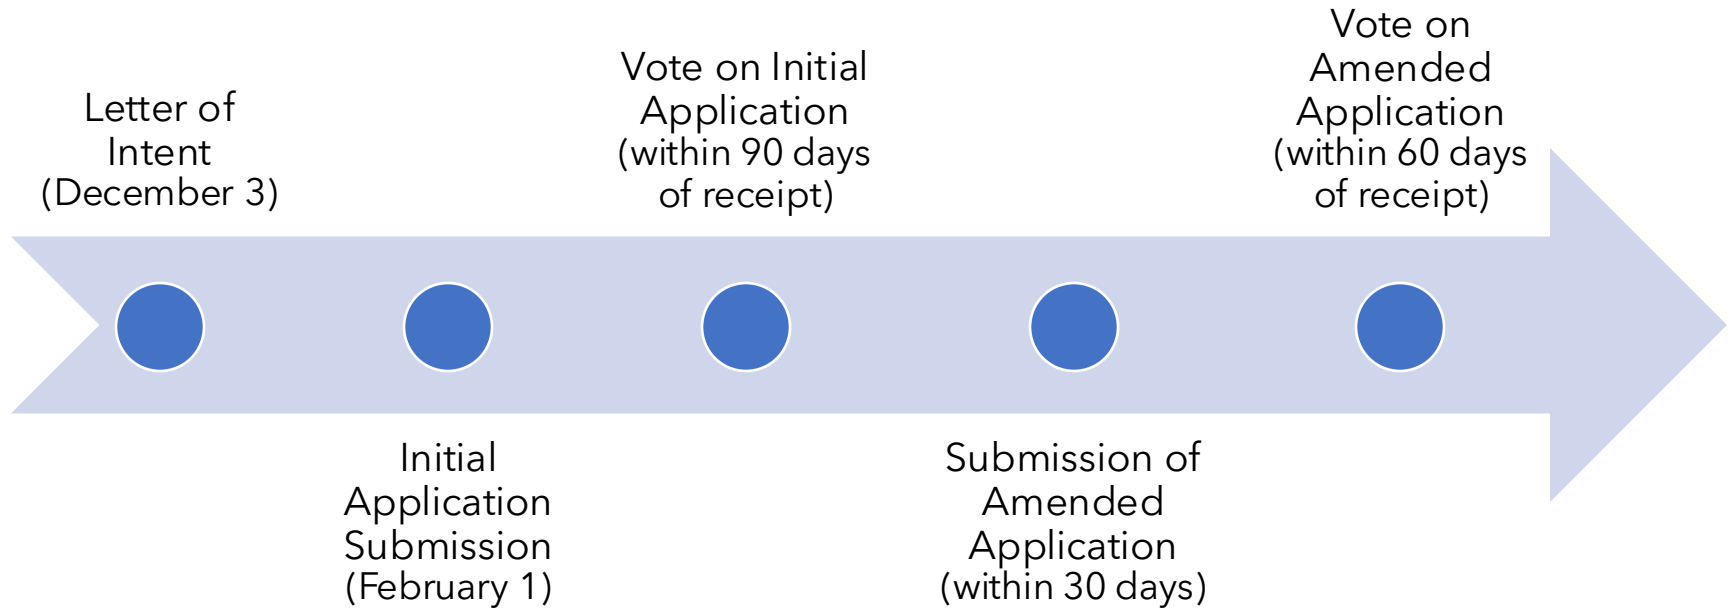 Letter of
Intent
(December 3)
Initial
Application
Submission
(February 1)
Vote on Initial
Application
(within 90 days
of receipt)
Submission of
Amended
Application
(within 30 days)
Vote on
Amended
Application
(within 60 days
of receipt)